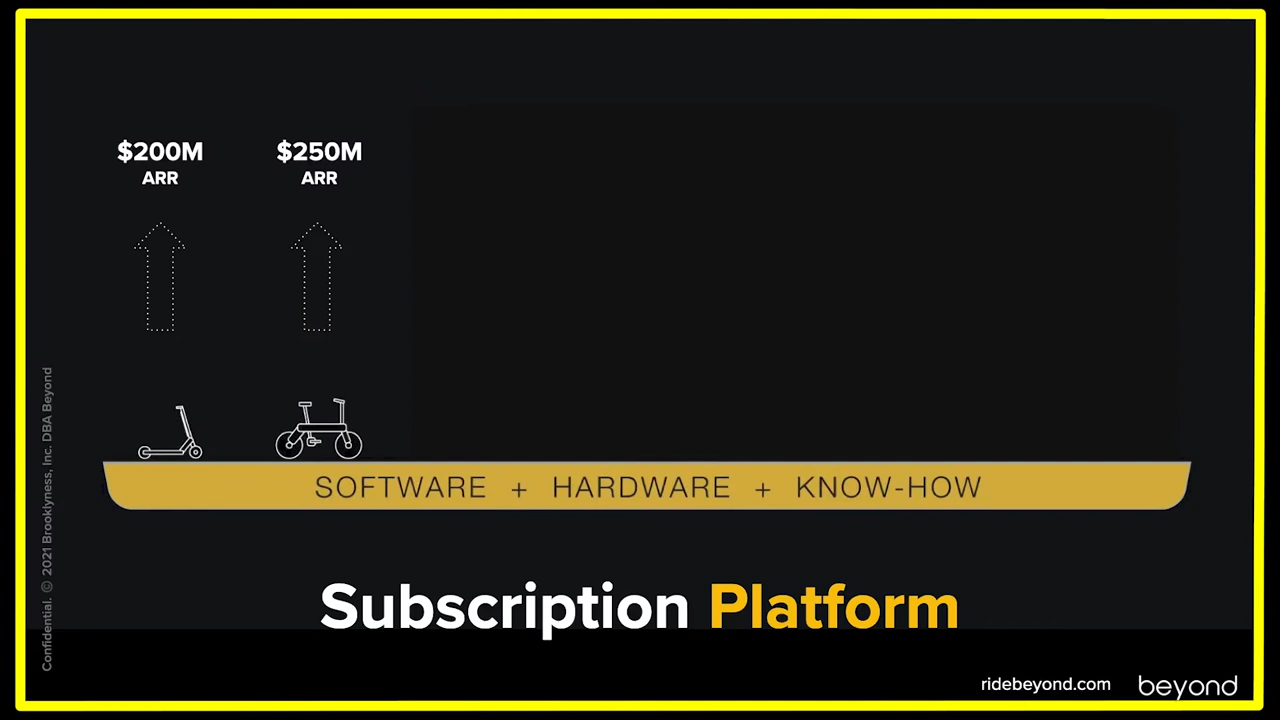 $200M
ARR
$250M
ARR
SOFTWARE + HARDWARE + KNOW-HOW
Subscription Platform
Confidential. © 2021 Brooklyness, Inc. DBA Beyond
ridebeyond.com
beyond